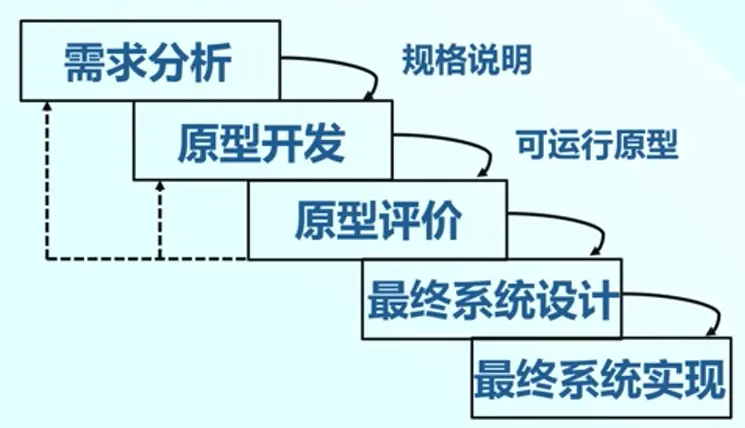 需求分析
规格说明
原型开发
可运行原型
原型评价
最终系统设计
最终系统实现